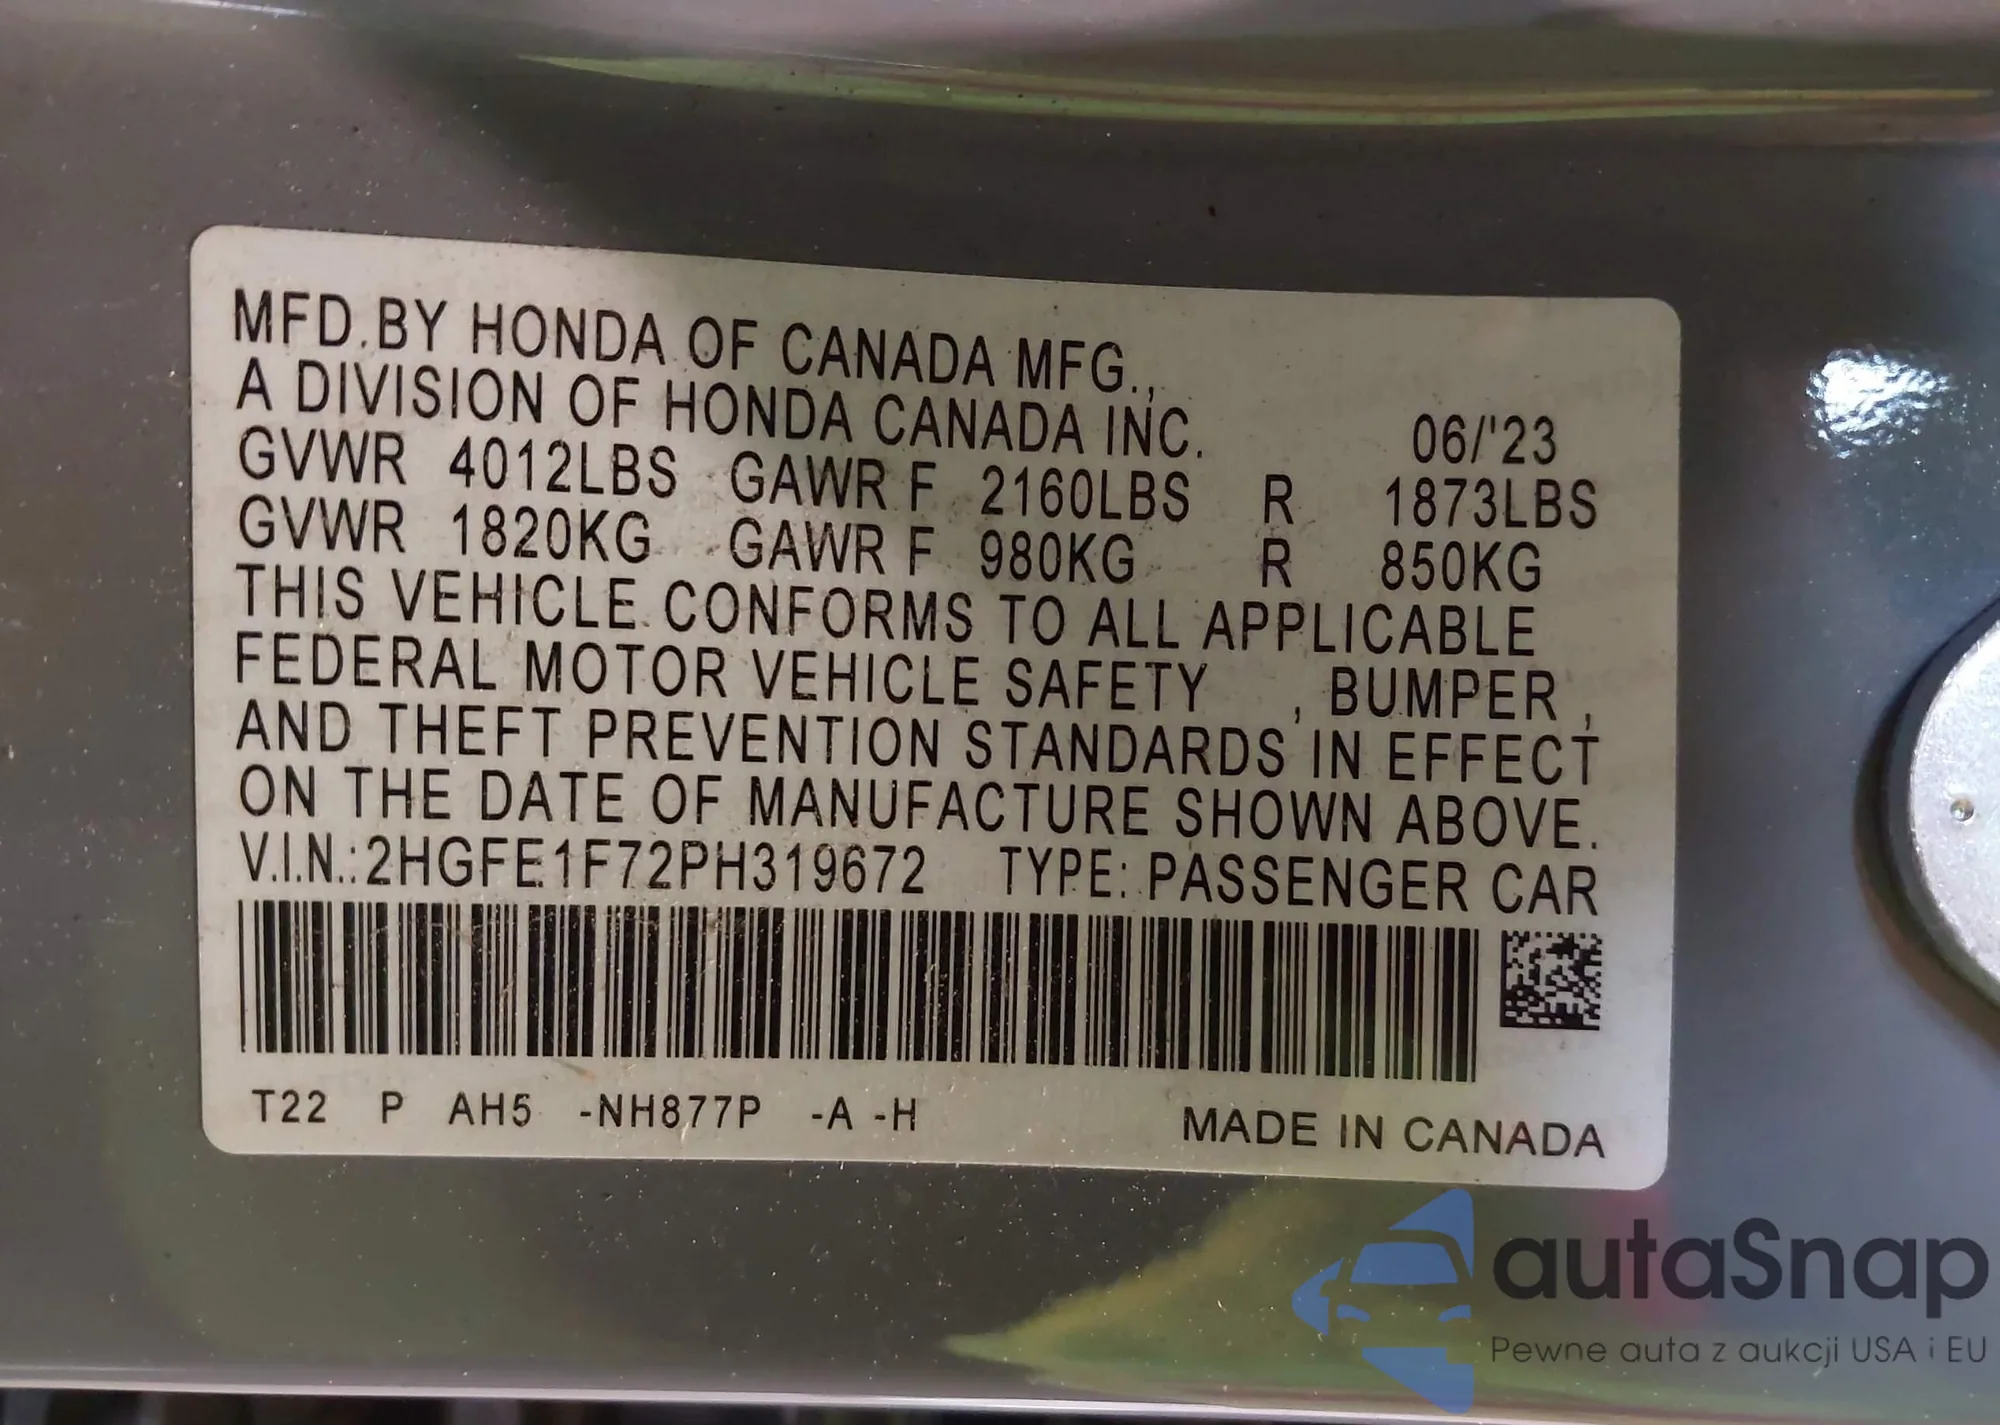 MFD.BY HONDA OF CANADA MFG.,
A DIVISION OF HONDA CANADA INC. 06/'23
GVWR 4012LBS GAWR F 2160LBS R 1873LBS
GVWR 1820KG GAWR F 980KG R 850KG
THIS VEHICLE CONFORMS TO ALL APPLICABLE
FEDERAL MOTOR VEHICLE SAFETY , BUMPER ,
AND THEFT PREVENTION STANDARDS IN EFFECT
ON THE DATE OF MANUFACTURE SHOWN ABOVE.
V.I.N.:2HGFE1F72PH319672 TYPE: PASSENGER CAR
T22 P AH5 -NH877P -A -H MADE IN CANADA
autaSnap
Pewne auta z aukcji USA i EU